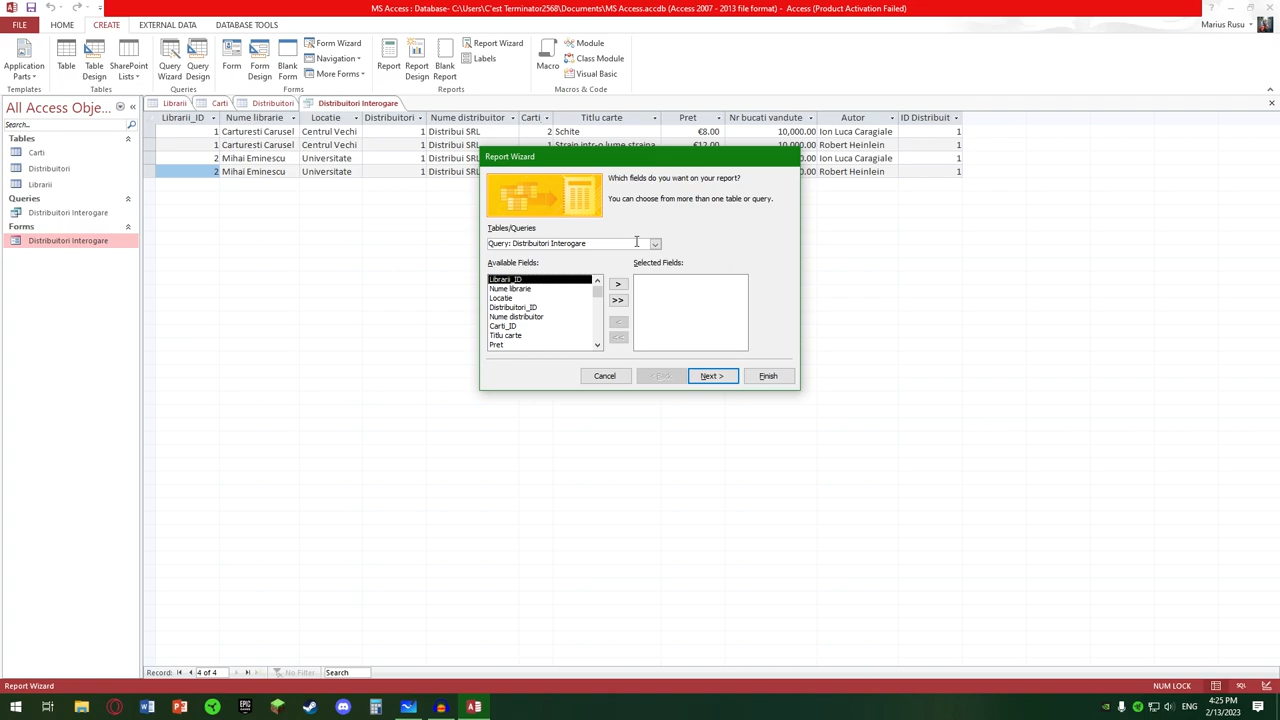 MS Access : Database- C:\Users\C'est Terminator2568\Documents\MS Access.accdb (Access 2007 - 2013 file format) - Access (Product Activation Failed)
FILE HOME CREATE EXTERNAL DATA DATABASE TOOLS Marius Rusu
Application Parts
Table
Table Design
SharePoint Lists
Query Wizard
Query Design
Form
Form Design
Blank Form
Form Wizard
Navigation
More Forms
Report
Report Design
Blank Report
Report Wizard
Labels
Macro
Module
Class Module
Visual Basic
Templates Tables Queries Forms Reports Macros & Code
All Access Obje...
Search...
Tables
Carti
Distribuitori
Librarii
Queries
Distribuitori Interogare
Forms
Distribuitori Interogare
Librarii Carti Distribuitori Distribuitori Interogare
Librarii_ID Nume librarie Locatie Distribuitori Nume distribuitor Carti Titlu carte Pret Nr bucati vandute Autor ID Distribuit
1 Carturesti Carusel Centrul Vechi 1 Distribui SRL 2 Schite €8.00 10,000.00 Ion Luca Caragiale 1
1 Carturesti Carusel Centrul Vechi 1 Distribui SRL 1 Strain intr-o lume straina €12.00 10,000.00 Robert Heinlein 1
2 Mihai Eminescu Universitate 1 Distribui SRL Ion Luca Caragiale 1
2 Mihai Eminescu Universitate 1 Distribui SRL Robert Heinlein 1
Report Wizard
Which fields do you want on your report?
You can choose from more than one table or query.
Tables/Queries
Query: Distribuitori Interogare
Available Fields: Selected Fields:
Librarii_ID
Nume librarie
Locatie
Distribuitori_ID
Nume distribuitor
Carti_ID
Titlu carte
Pret
>
>>
<
<<
Cancel < Back Next > Finish
Record: 4 of 4 No Filter Search
Report Wizard NUM LOCK SQL
4:25 PM
2/13/2023